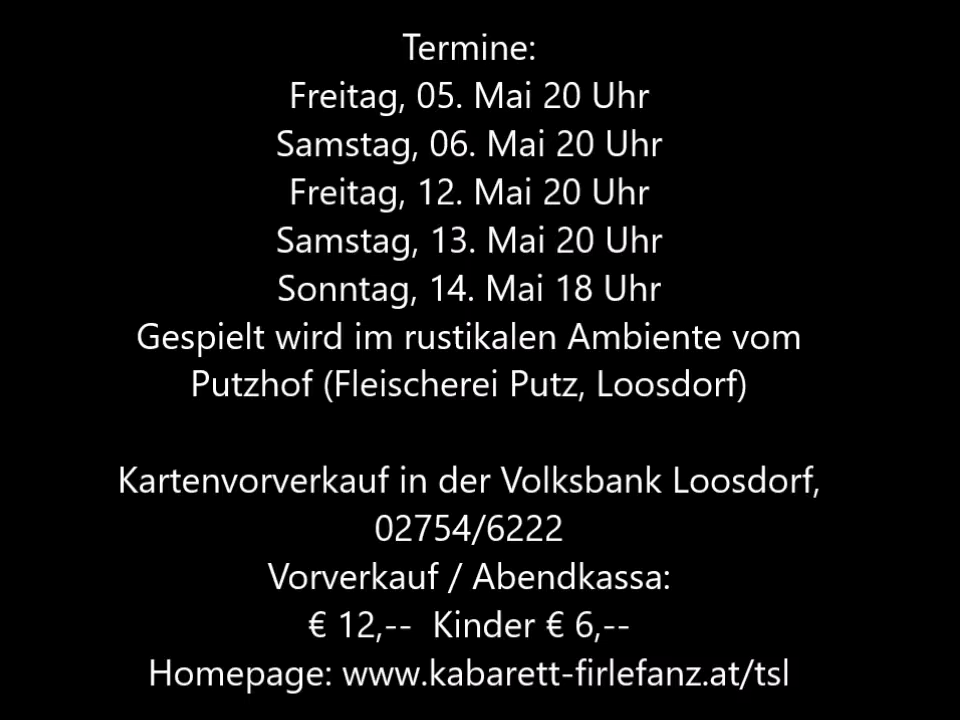 Termine:
Freitag, 05. Mai 20 Uhr
Samstag, 06. Mai 20 Uhr
Freitag, 12. Mai 20 Uhr
Samstag, 13. Mai 20 Uhr
Sonntag, 14. Mai 18 Uhr
Gespielt wird im rustikalen Ambiente vom
Putzhof (Fleischerei Putz, Loosdorf)
Kartenvorverkauf in der Volksbank Loosdorf,
02754/6222
Vorverkauf / Abendkassa:
€ 12,--  Kinder € 6,--
Homepage: www.kabarett-firlefanz.at/tsl